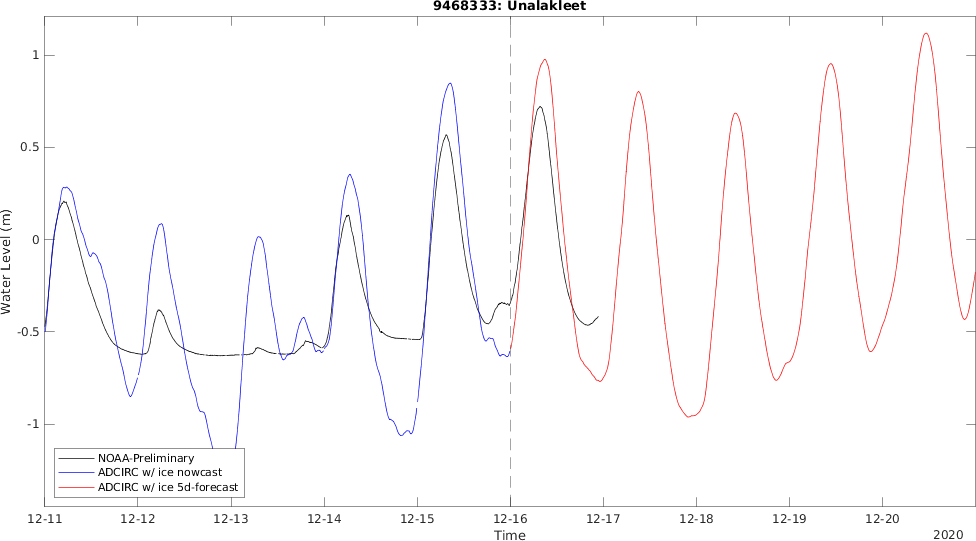 9468333: Unalakleet
Water Level (m)
1
0.5
0
-0.5
-1
NOAA-Preliminary
ADCIRC w/ ice nowcast
ADCIRC w/ ice 5d-forecast
12-11 12-12 12-13 12-14 12-15 12-16 12-17 12-18 12-19 12-20
Time
2020